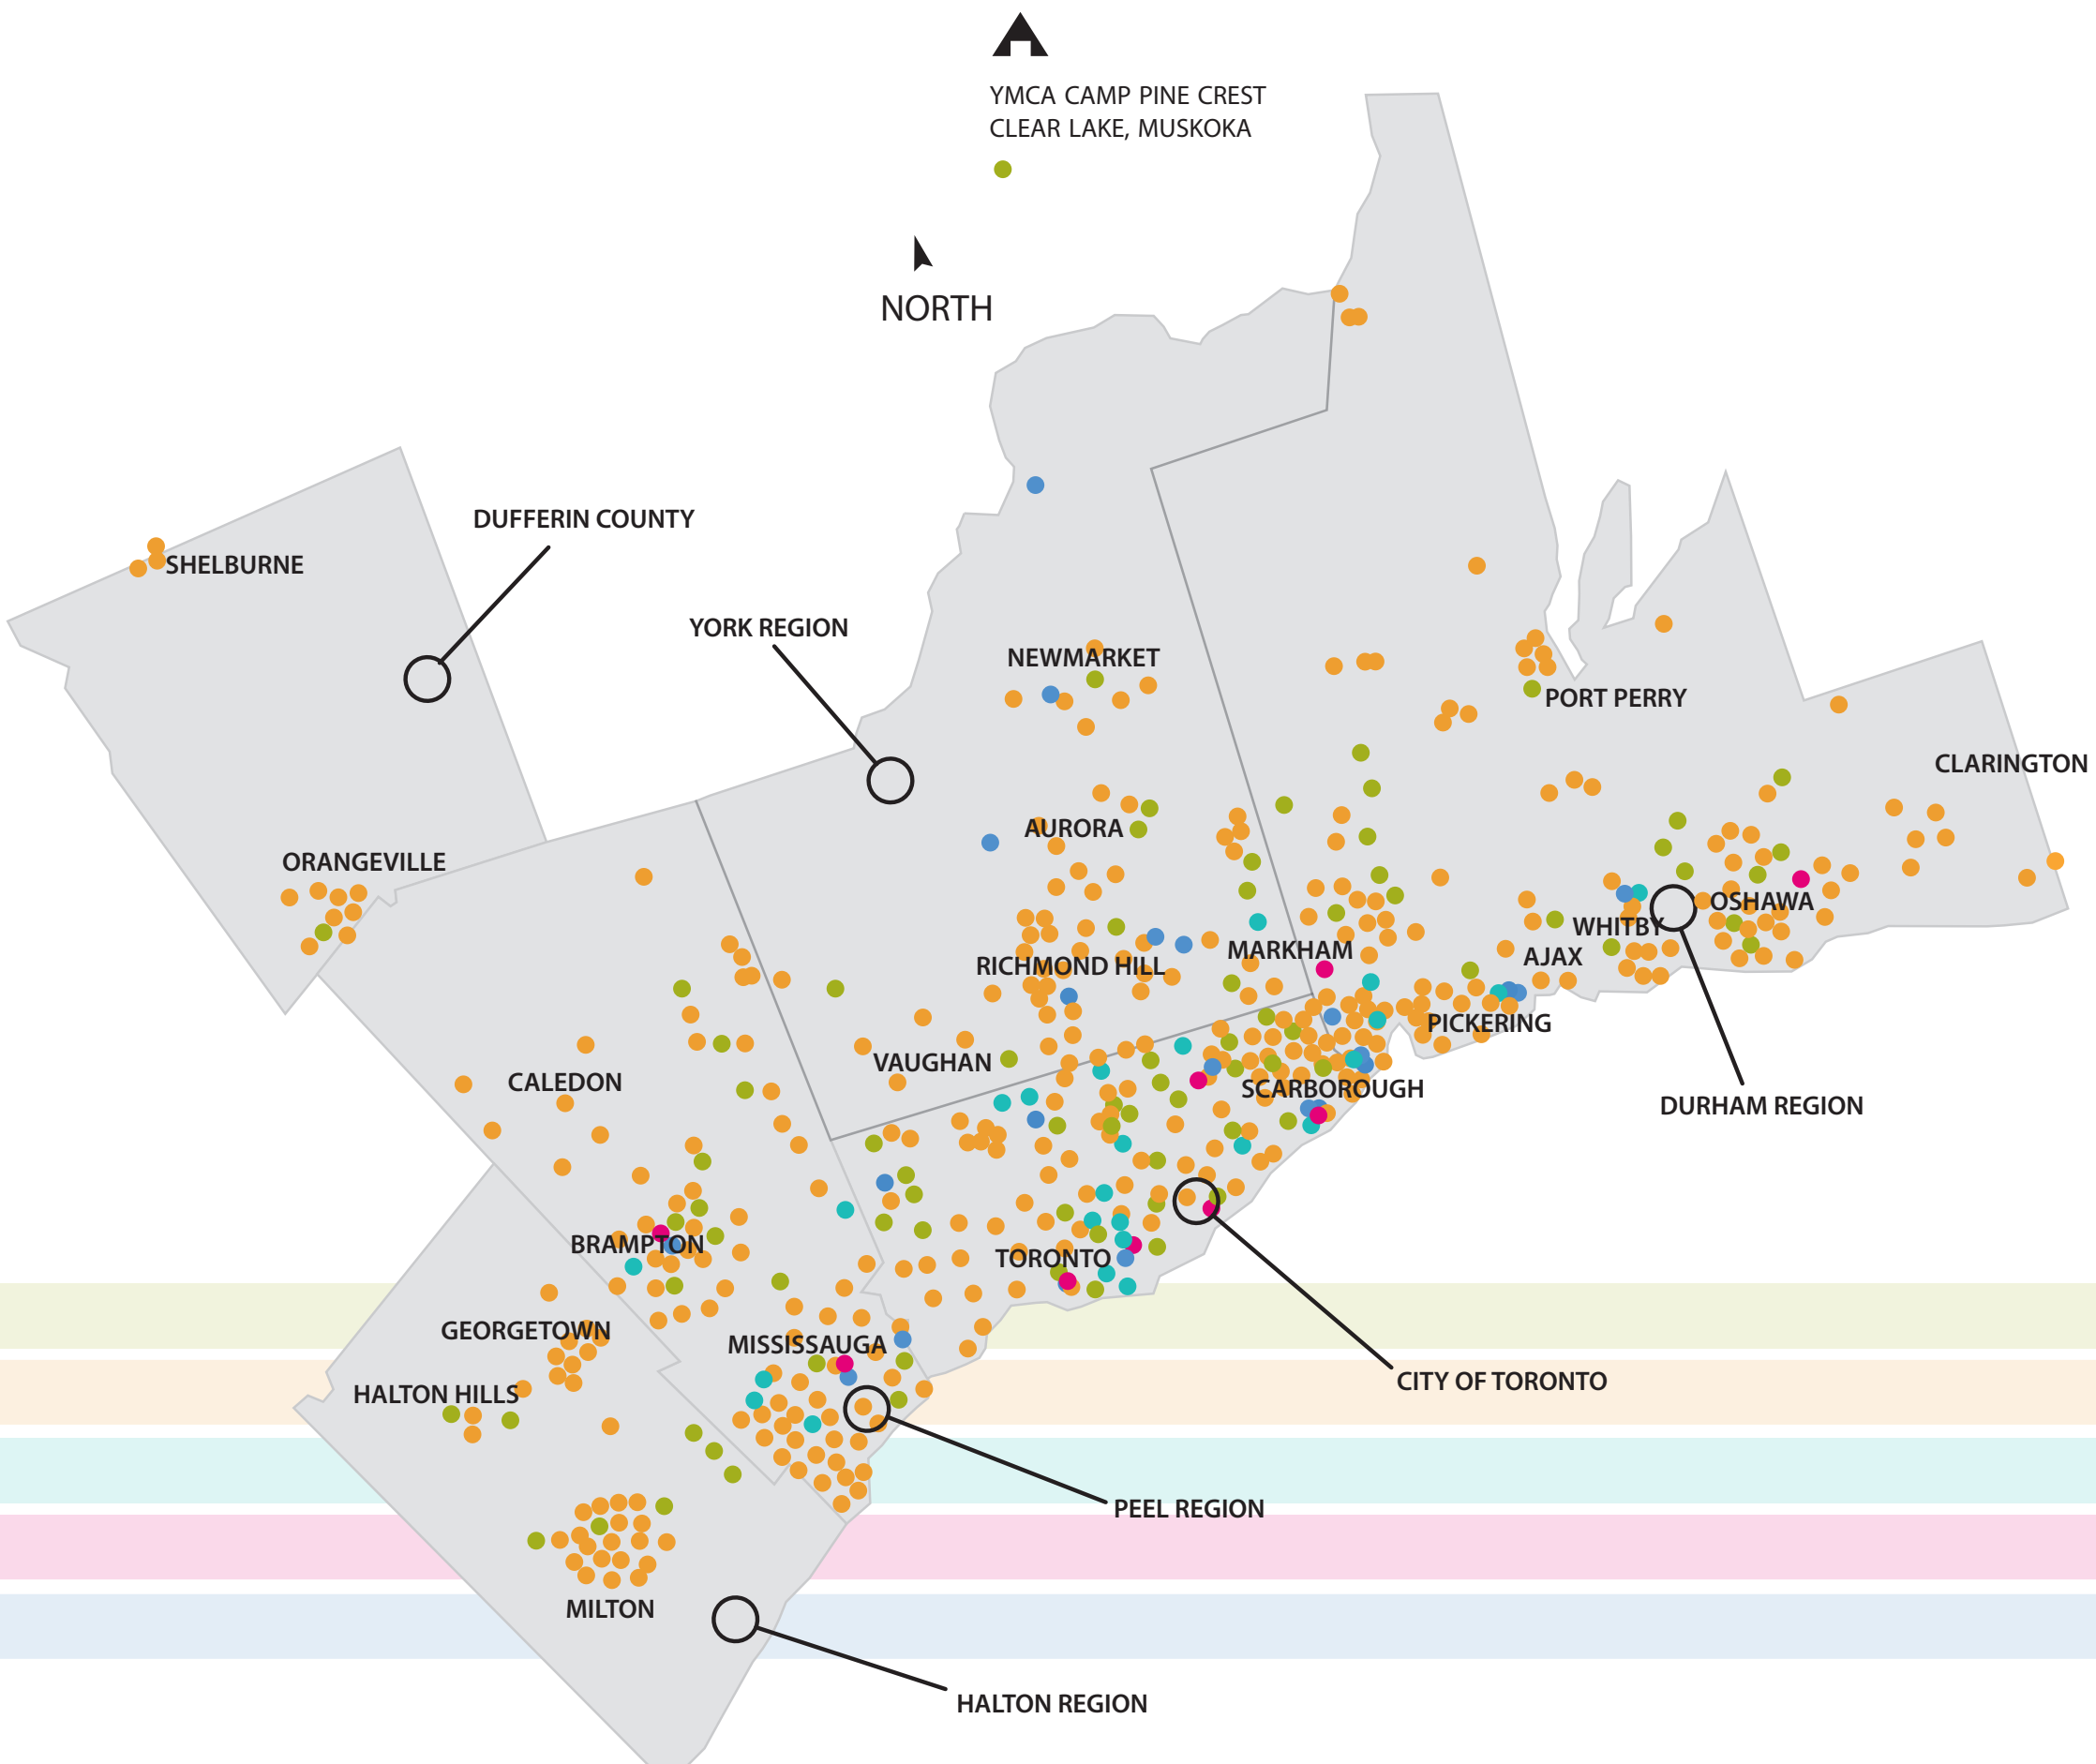 YMCA CAMP PINE CREST
CLEAR LAKE, MUSKOKA
NORTH
DUFFERIN COUNTY
SHELBURNE
YORK REGION
NEWMARKET
PORT PERRY
CLARINGTON
AURORA
ORANGEVILLE
OSHAWA
WHITBY
MARKHAM
AJAX
RICHMOND HILL
PICKERING
VAUGHAN
CALEDON
SCARBOROUGH
DURHAM REGION
BRAMPTON
TORONTO
GEORGETOWN
MISSISSAUGA
CITY OF TORONTO
HALTON HILLS
PEEL REGION
MILTON
HALTON REGION